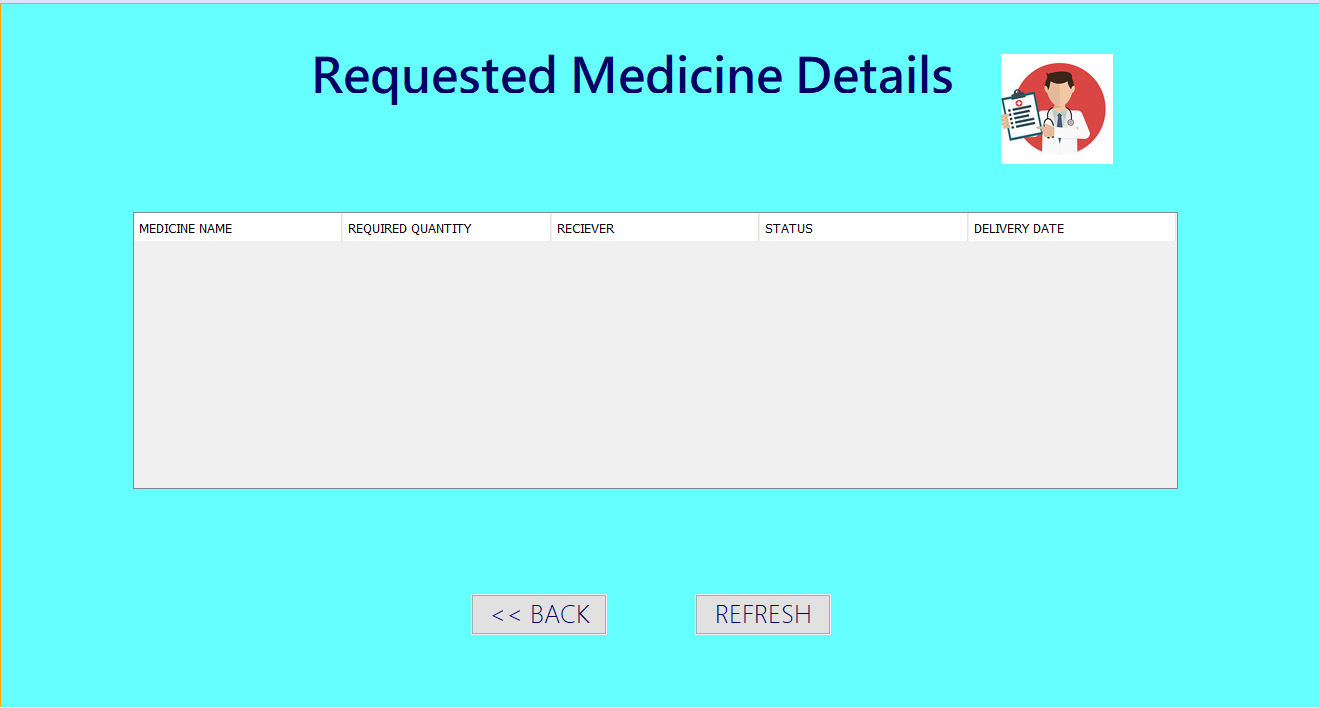 Requested Medicine Details
MEDICINE NAME REQUIRED QUANTITY RECIEVER STATUS DELIVERY DATE
<< BACK REFRESH